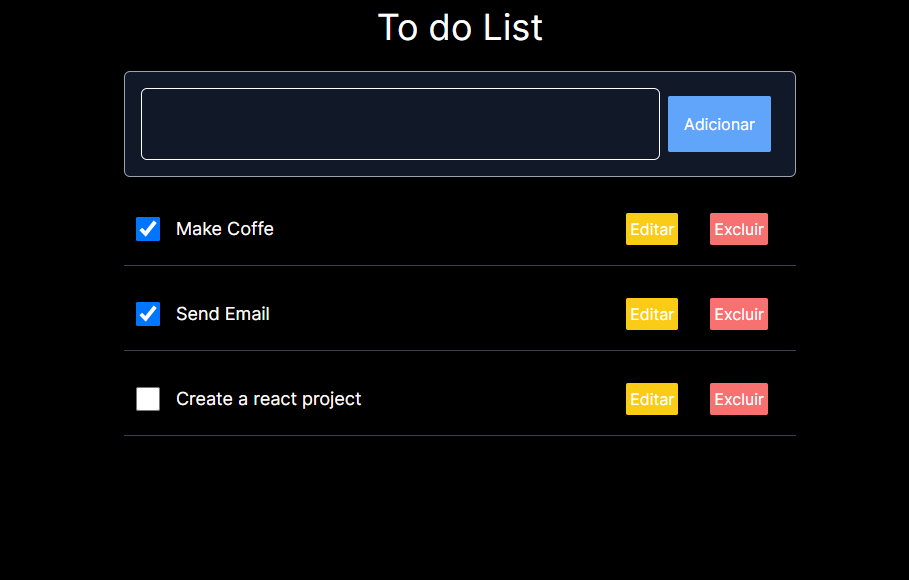 To do List
Adicionar
Make Coffe Editar Excluir
Send Email Editar Excluir
Create a react project Editar Excluir